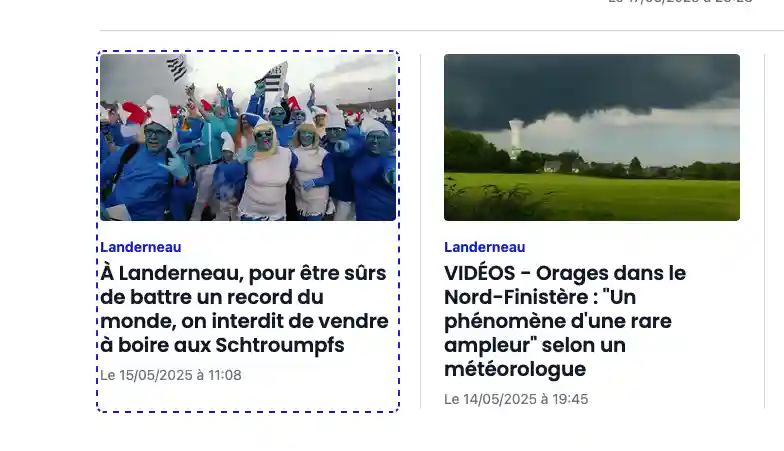 Landerneau
À Landerneau, pour être sûrs
de battre un record du
monde, on interdit de vendre
à boire aux Schtroumpfs
Le 15/05/2025 à 11:08
Landerneau
VIDÉOS - Orages dans le
Nord-Finistère : "Un
phénomène d'une rare
ampleur" selon un
météorologue
Le 14/05/2025 à 19:45